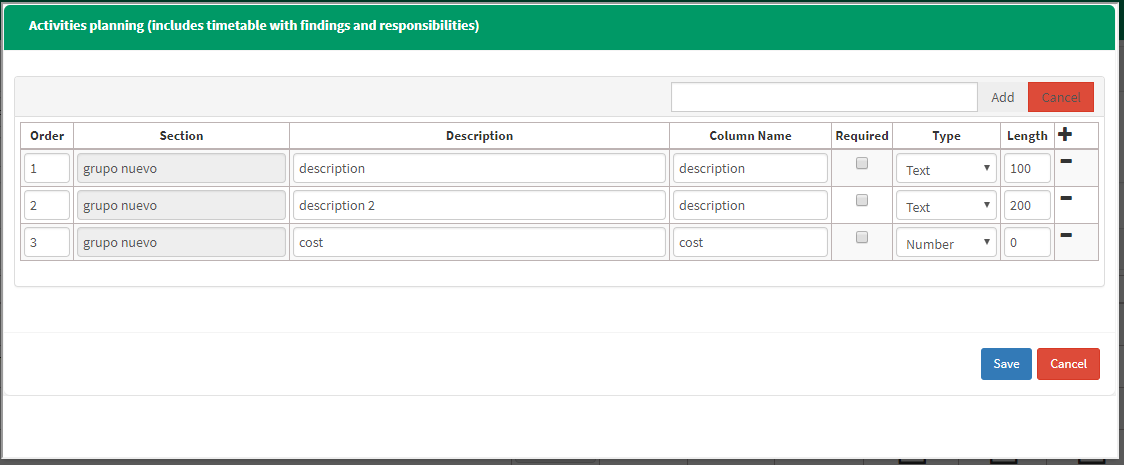 Activities planning (includes timetable with findings and responsibilities)
Add Cancel
Order Section Description Column Name Required Type Length
1 grupo nuevo description description Text 100
2 grupo nuevo description 2 description Text 200
3 grupo nuevo cost cost Number 0
Save Cancel